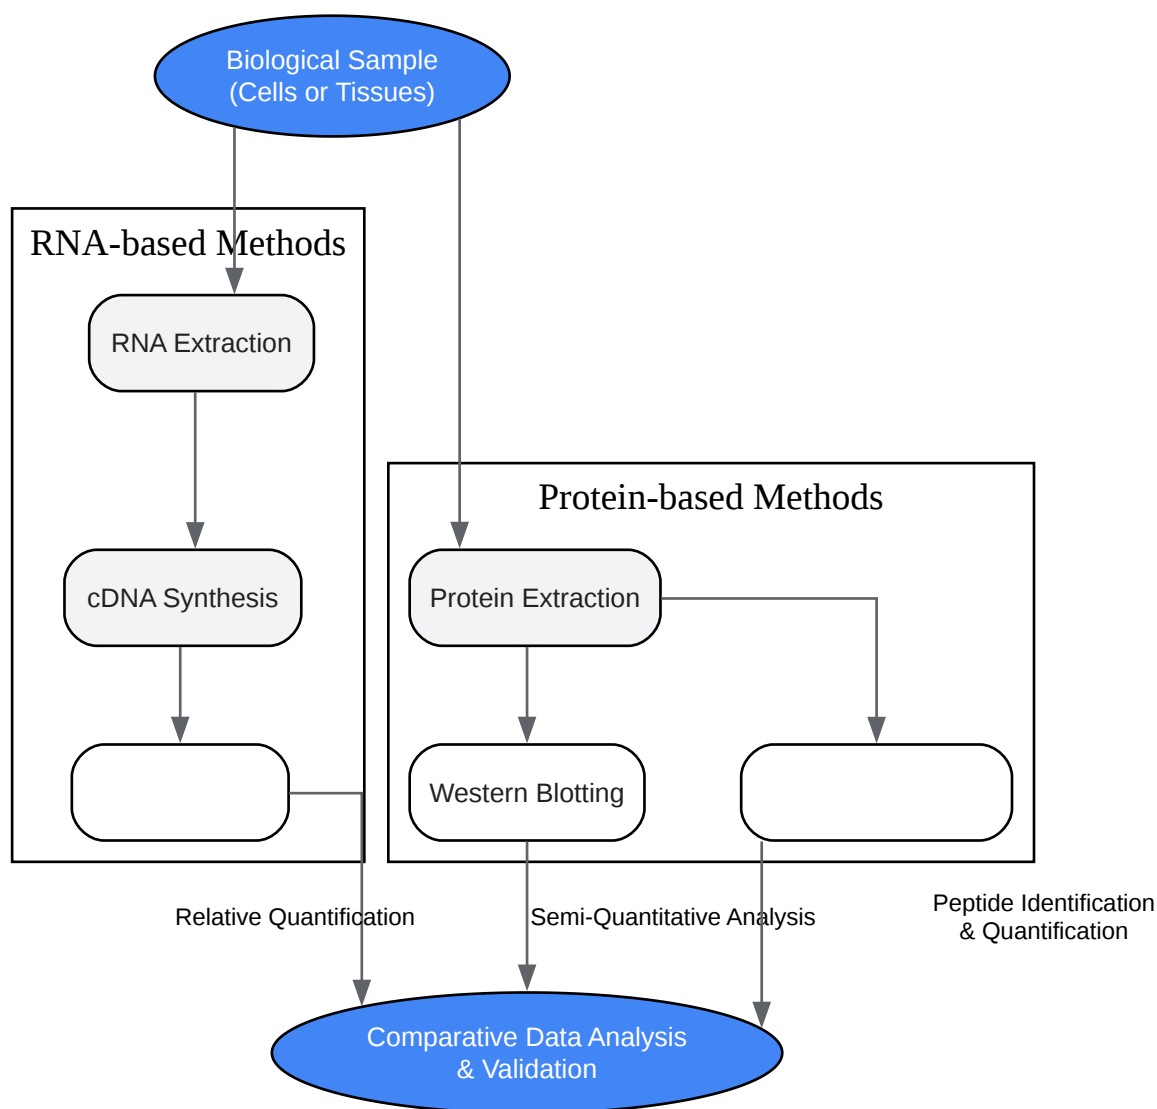 Biological Sample
(Cells or Tissues)
RNA-based Methods
RNA Extraction
Protein-based Methods
cDNA Synthesis
Protein Extraction
Western Blotting
Relative Quantification
Semi-Quantitative Analysis
Peptide Identification
& Quantification
Comparative Data Analysis
& Validation